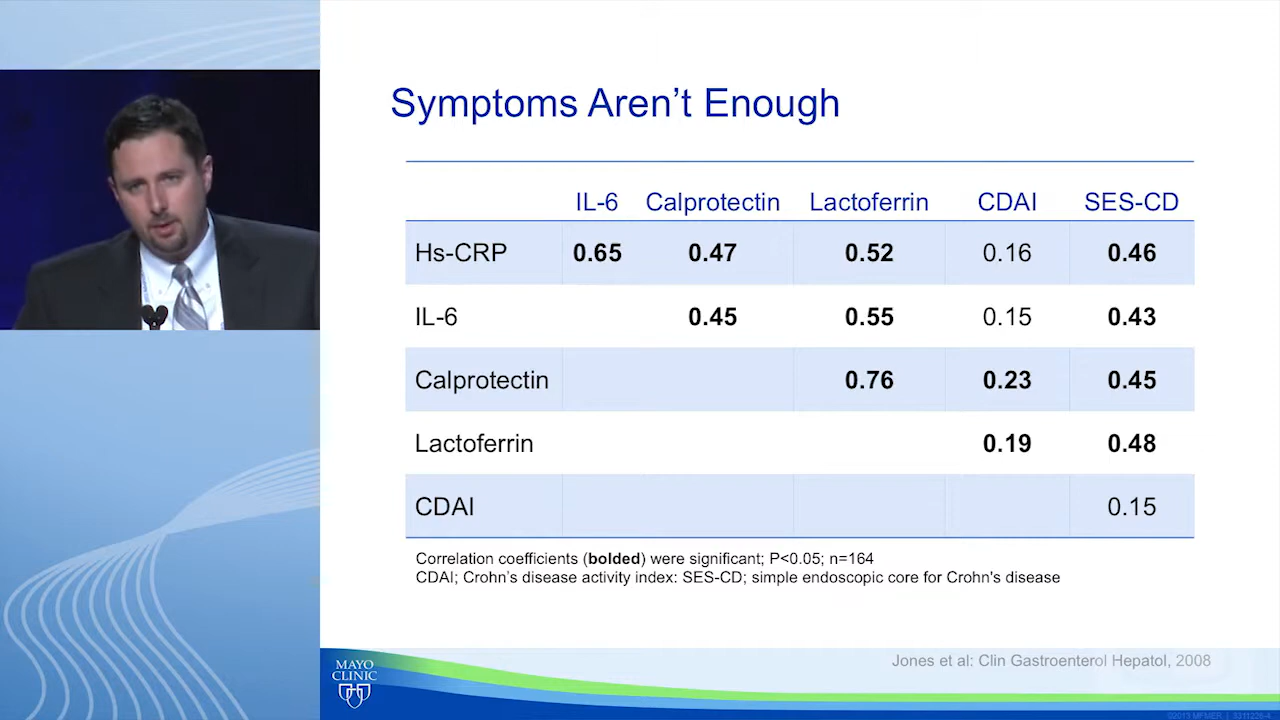 Symptoms Aren't Enough
IL-6 Calprotectin Lactoferrin CDAI SES-CD
Hs-CRP 0.65 0.47 0.52 0.16 0.46
IL-6 0.45 0.55 0.15 0.43
Calprotectin 0.76 0.23 0.45
Lactoferrin 0.19 0.48
CDAI 0.15
Correlation coefficients (bolded) were significant; P<0.05; n=164
CDAI; Crohn's disease activity index: SES-CD; simple endoscopic core for Crohn's disease
Jones et al: Clin Gastroenterol Hepatol, 2008
MAYO
CLINIC